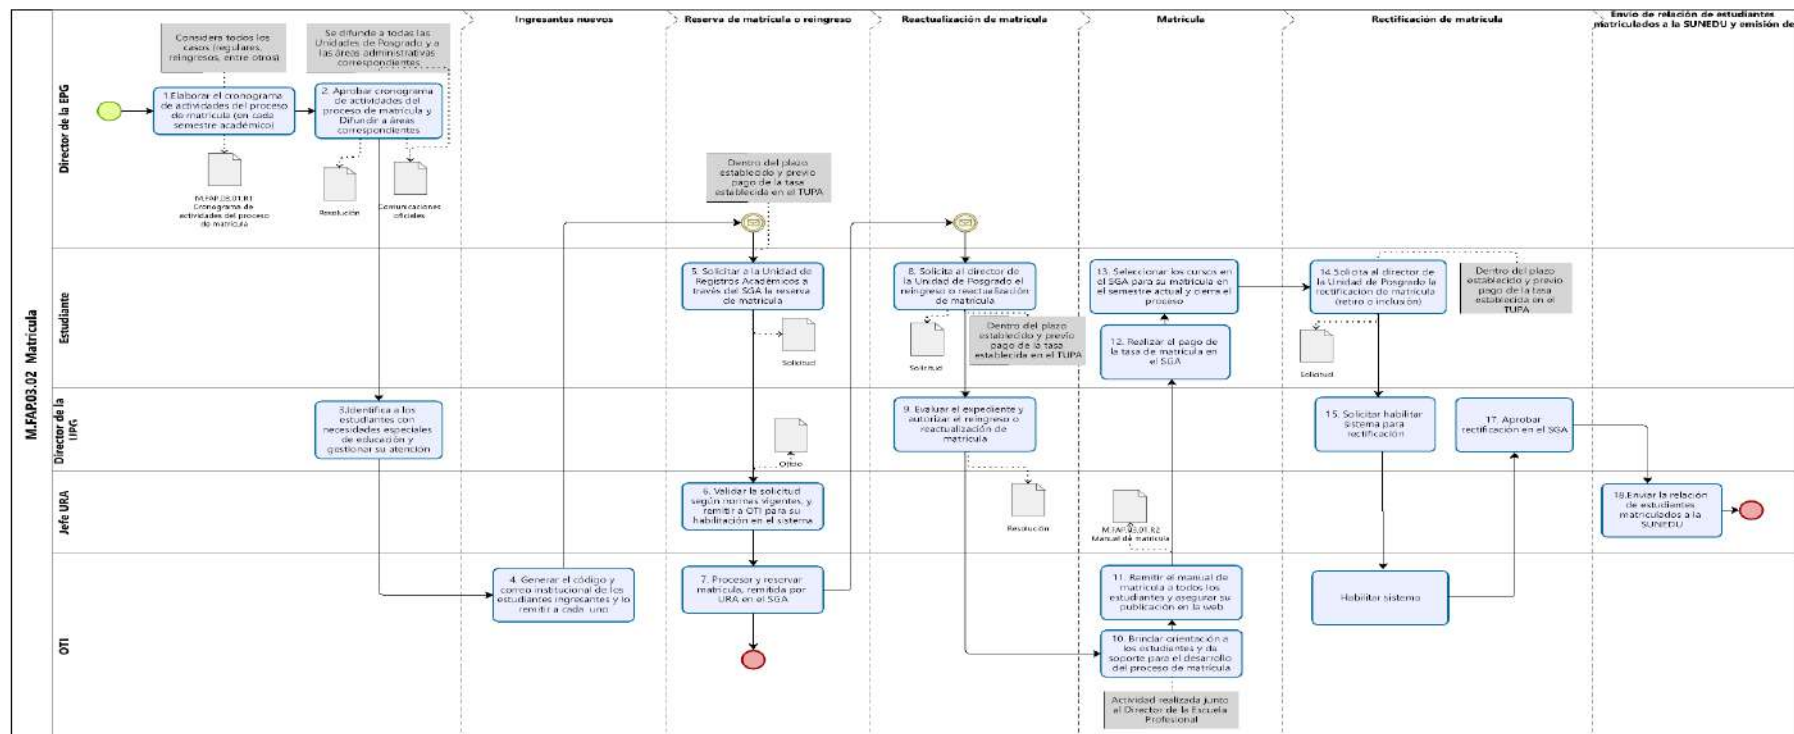 Ingresantes nuevos
Reserva de matrícula o reingreso
Reactualización de matrícula
Matrícula
Rectificación de matrícula
Envío de relación de estudiantes
matriculados a la SUNEDU y emisión de
M.FAP.03.02 Matrícula
Director de la EPG
Considera todos los
casos (regulares,
reingresos, entre otros)
Se difunde a todas las
Unidades de Posgrado y a
las áreas administrativas
correspondientes
1.Elaborar el cronograma
de actividades del proceso
de matrícula (en cada
semestre académico)
2. Aprobar cronograma
de actividades del
proceso de matrícula y
Difundir a áreas
correspondientes
M.FAP.03.01.R1
Cronograma de
actividades del proceso
de matrícula
Resolución
Comunicaciones
oficiales
Dentro del plazo
establecido y previo
pago de la tasa
establecida en el TUPA
Estudiante
5. Solicitar a la Unidad de
Registros Académicos a
través del SGA la reserva
de matrícula
Solicitud
8. Solicita al director de
la Unidad de Posgrado el
reingreso o reactualización
de matrícula
Solicitud
Dentro del plazo
establecido y previo
pago de la tasa
establecida en el TUPA
13. Seleccionar los cursos en
el SGA para su matrícula en
el semestre actual y cierra el
proceso
12. Realizar el pago de
la tasa de matrícula en
el SGA
14.Solicita al director de
la Unidad de Posgrado la
rectificación de matrícula
(retiro o inclusión)
Solicitud
Dentro del plazo
establecido y previo
pago de la tasa
establecida en el
TUPA
Director de la
UPG
3.Identifica a los
estudiantes con
necesidades especiales
de educación y
gestionar su atención
Oficio
9. Evaluar el expediente y
autorizar el reingreso o
reactualización de
matrícula
15. Solicitar habilitar
sistema para
rectificación
17. Aprobar
rectificación en el SGA
Jefe URA
6. Validar la solicitud
según normas vigentes, y
remitir a OTI para su
habilitación en el sistema
Resolución
M.FAP.03.01.R2
Manual de matrícula
18.Enviar la relación
de estudiantes
matriculados a la
SUNEDU
OTI
4. Generar el código y
correo institucional de los
estudiantes ingresantes y lo
remitir a cada uno
7. Procesar y reservar
matrícula, remitida por
URA en el SGA
11. Remitir el manual de
matrícula a todos los
estudiantes y asegurar su
publicación en la web
10. Brindar orientación a
los estudiantes y da
soporte para el desarrollo
del proceso de matrícula
Actividad realizada junto
al Director de la Escuela
Profesional
Habilitar sistema